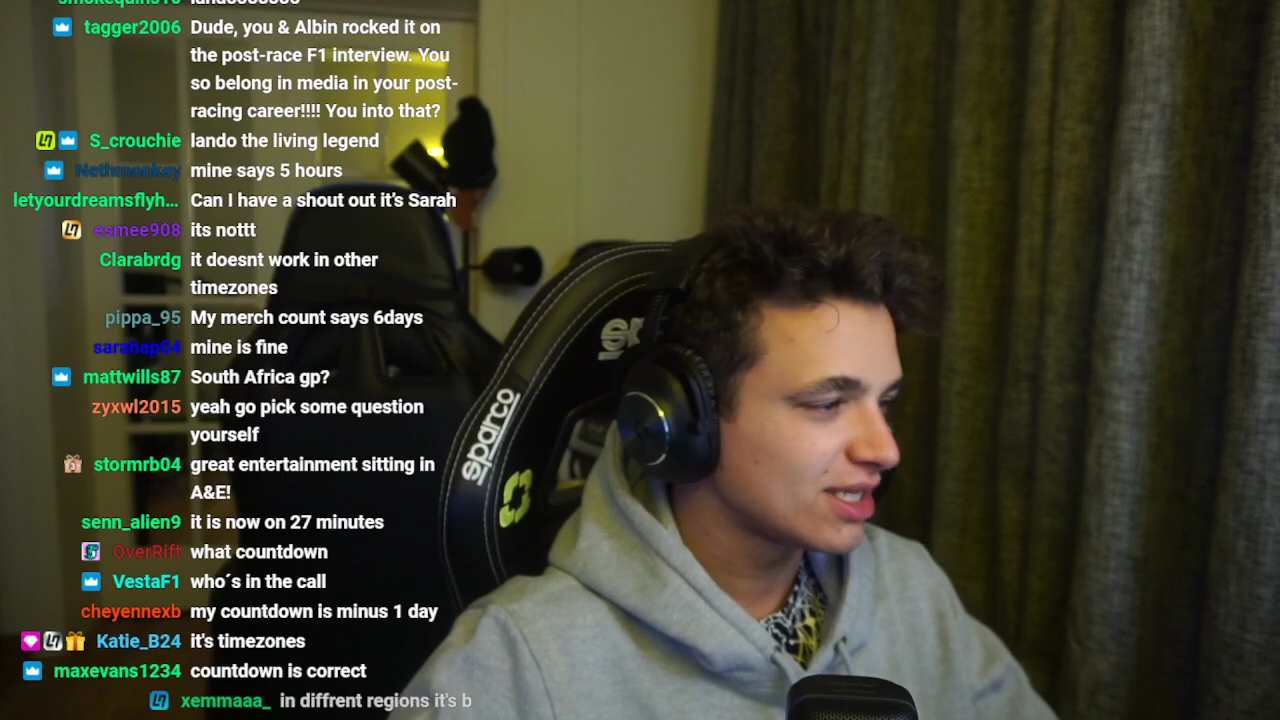 tagger2006 Dude, you & Albin rocked it on
the post-race F1 interview. You
so belong in media in your post-
racing career!!!! You into that?
S_crouchie lando the living legend
Nethmonkey mine says 5 hours
letyourdreamsflyh... Can I have a shout out it's Sarah
esmee908 its nottt
Clarabrdg it doesnt work in other
timezones
pippa_95 My merch count says 6days
sarahap04 mine is fine
mattwills87 South Africa gp?
zyxwl2015 yeah go pick some question
yourself
stormrb04 great entertainment sitting in
A&E!
senn_alien9 it is now on 27 minutes
OverRift what countdown
VestaF1 who´s in the call
cheyennexb my countdown is minus 1 day
Katie_B24 it's timezones
maxevans1234 countdown is correct
xemmaaa_ in diffrent regions it's b
sparco